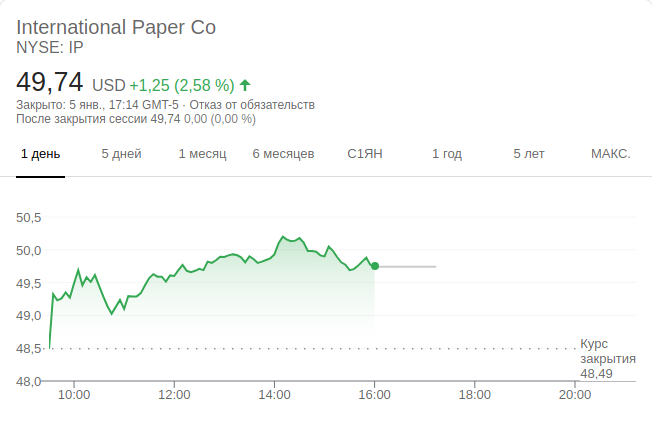 International Paper Co
NYSE: IP
49,74 USD +1,25 (2,58 %)
Закрыто: 5 янв., 17:14 GMT-5 · Отказ от обязательств
После закрытия сессии 49,74 0,00 (0,00 %)
1 день 5 дней 1 месяц 6 месяцев С1ЯН 1 год 5 лет МАКС.
50,5
50,0
49,5
49,0
48,5
48,0
Курс
закрытия
48,49
10:00 12:00 14:00 16:00 18:00 20:00